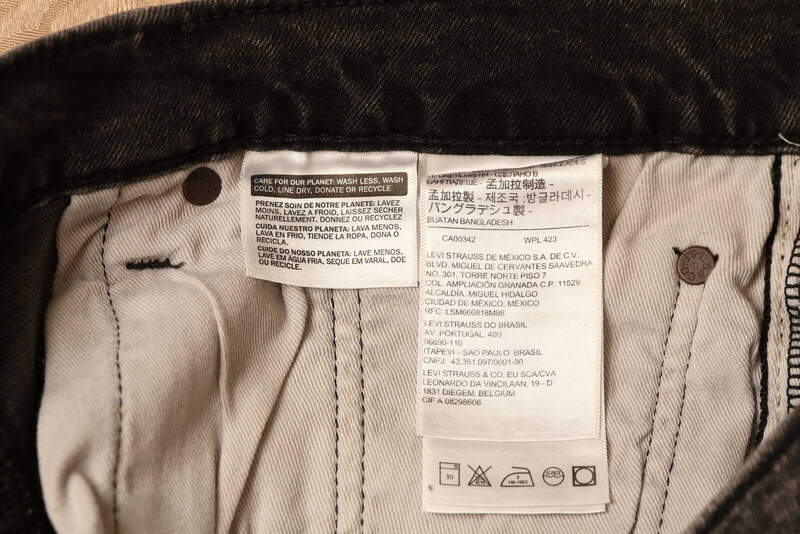 CARE FOR OUR PLANET: WASH LESS, WASH
COLD, LINE DRY, DONATE OR RECYCLE
PRENEZ SOIN DE NOTRE PLANETE: LAVEZ
MOINS, LAVEZ A FROID, LAISSEZ SECHER
NATURELLEMENT, DONNEZ OU RECYCLEZ
CUIDA NUESTRO PLANETA: LAVA MENOS,
LAVA EN FRIO, TIENDE LA ROPA, DONA O
RECICLA.
CUIDE DO NOSSO PLANETA: LAVE MENOS,
LAVE EM ÁGUA FRIA, SEQUE EM VARAL, DOE
OU RECICLE.
BANGLADES
СДЕЛАНО В
БАНГЛАДЕШЕ - 孟加拉制造 -
孟加拉製 - 제조국 :방글라데시 -
バングラデシュ製 -
BUATAN BANGLADESH
CA00342 WPL 423
LEVI STRAUSS DE MÉXICO S.A. DE C.V.
BLVD. MIGUEL DE CERVANTES SAAVEDRA
NO. 301, TORRE NORTE PISO 7
COL. AMPLIACIÓN GRANADA C.P. 11529
ALCALDÍA. MIGUEL HIDALGO
CIUDAD DE MÉXICO, MÉXICO
RFC: LSM660818M96
LEVI STRAUSS DO BRASIL
AV. PORTUGAL, 400
06690-110
ITAPEVI - SAO PAULO BRASIL
CNPJ: 43.351.097/0001-90
LEVI STRAUSS & CO. EU SCA/CVA
LEONARDO DA VINCILAAN, 19 - D
1831 DIEGEM, BELGIUM
CIF A 08298606
30